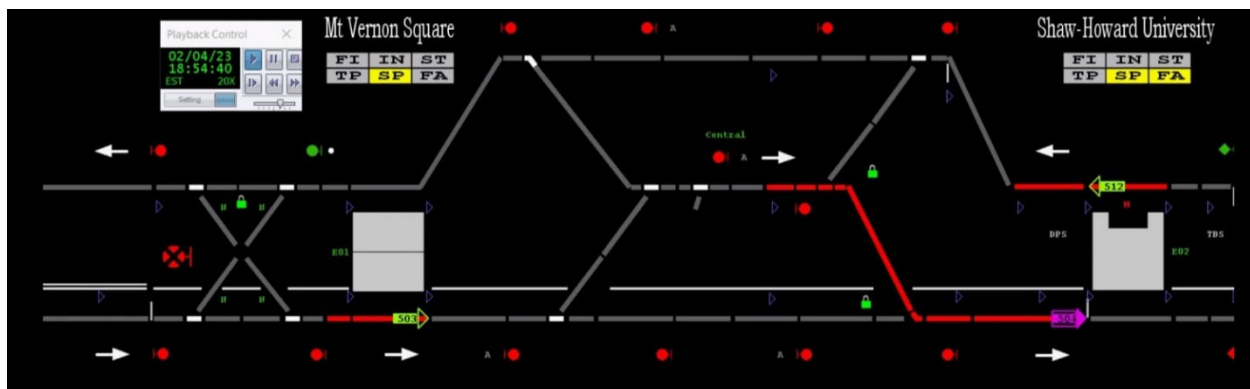 Playback Control
Mt Vernon Square
Shaw-Howard University
02/04/23
18:54:40
EST 20X
Setting
FI IN ST
TP SP FA
FI IN ST
TP SP FA
A
Central
A
512
N N
N
E01
DPS
E02
TBS
N N
503
504
A
A